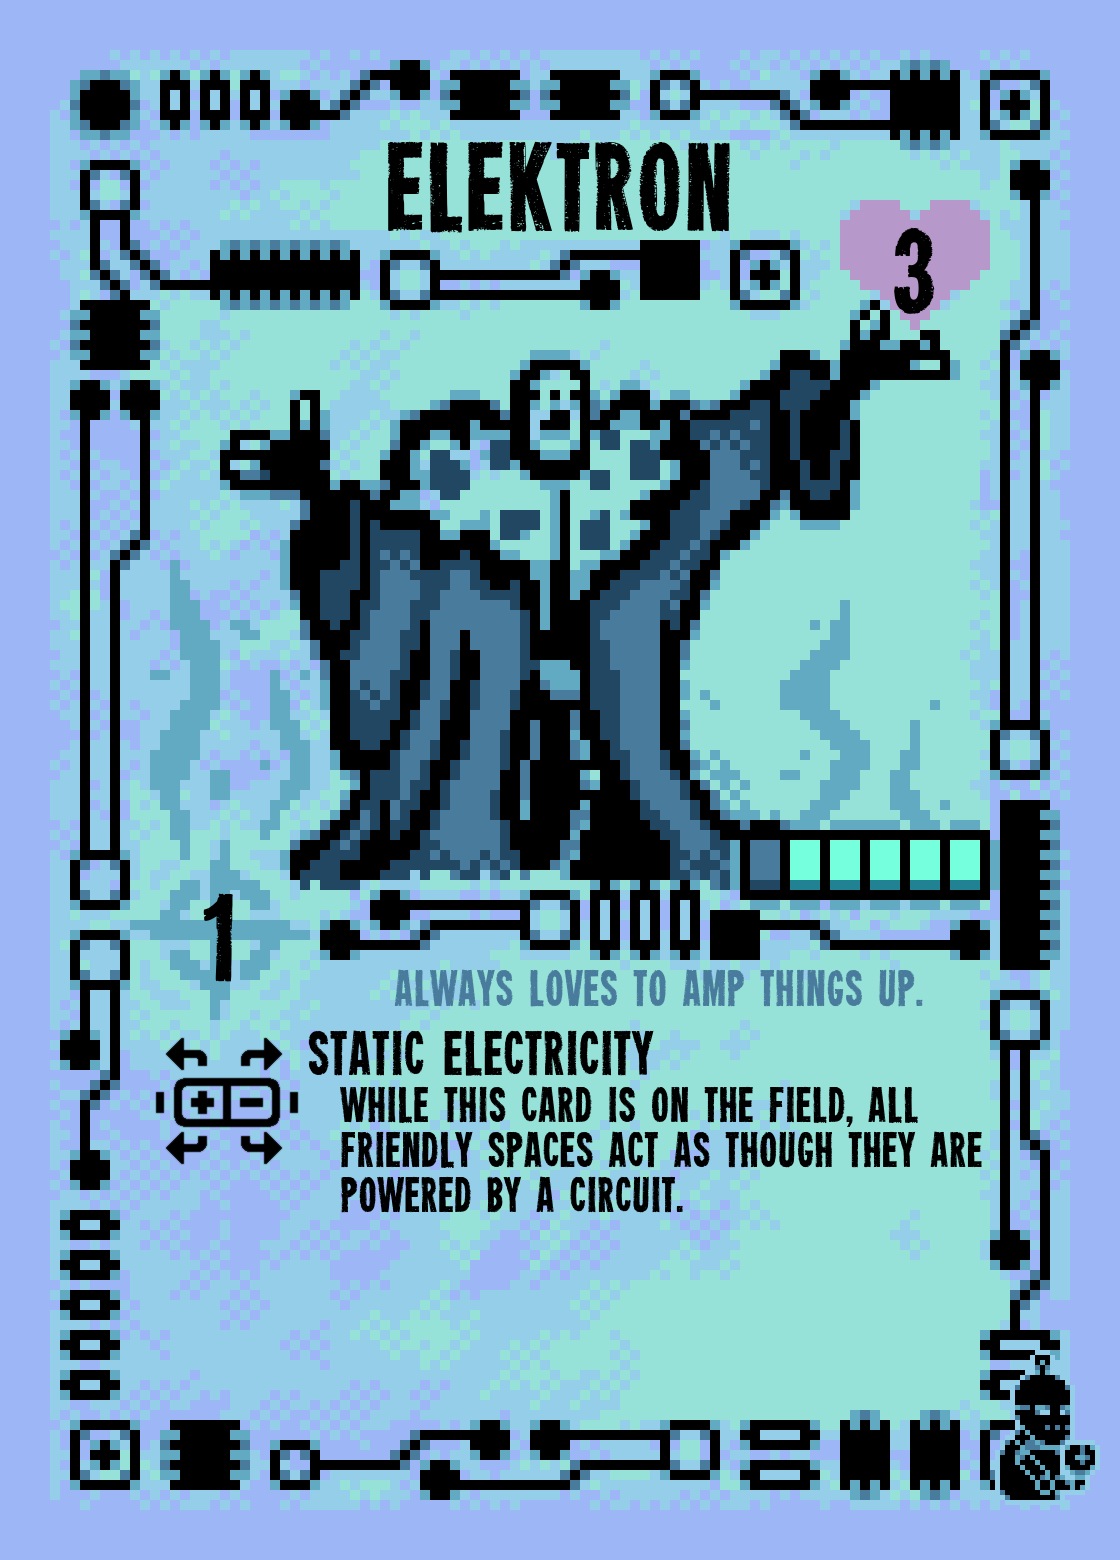 ELEKTRON
3
1
ALWAYS LOVES TO AMP THINGS UP.
STATIC ELECTRICITY
WHILE THIS CARD IS ON THE FIELD, ALL
FRIENDLY SPACES ACT AS THOUGH THEY ARE
POWERED BY A CIRCUIT.